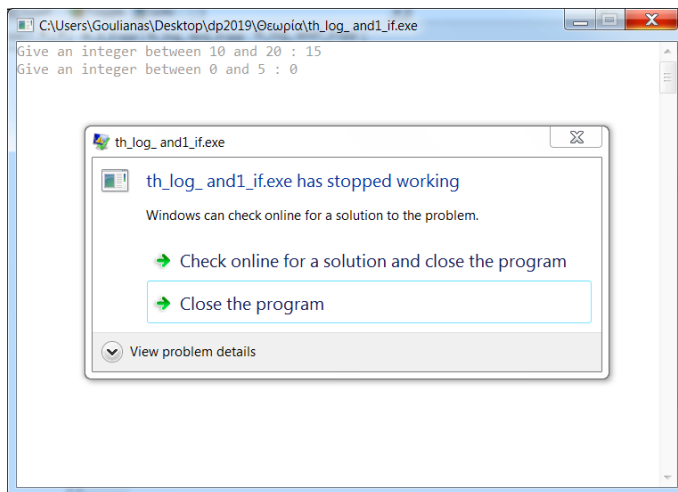 C:\Users\Goulianas\Desktop\dp2019\Θεωρία\th_log_ and1_if.exe
Give an integer between 10 and 20 : 15
Give an integer between 0 and 5 : 0
th_log_ and1_if.exe
th_log_ and1_if.exe has stopped working
Windows can check online for a solution to the problem.
Check online for a solution and close the program
Close the program
View problem details